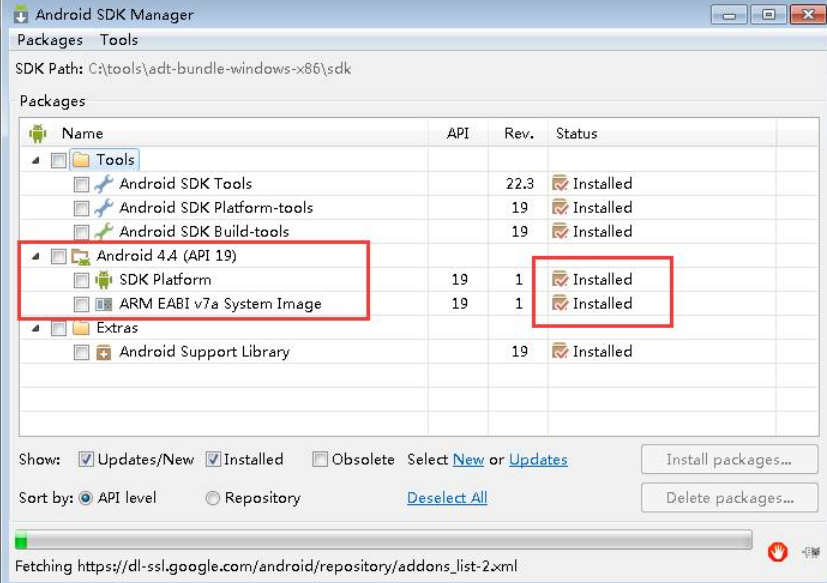 Android SDK Manager
Packages Tools
SDK Path: C:\tools\adt-bundle-windows-x86\sdk
Packages
Name API Rev. Status
Tools
Android SDK Tools 22.3 Installed
Android SDK Platform-tools 19 Installed
Android SDK Build-tools 19 Installed
Android 4.4 (API 19)
SDK Platform 19 1 Installed
ARM EABI v7a System Image 19 1 Installed
Extras
Android Support Library 19 Installed
Show: Updates/New Installed Obsolete Select New or Updates Install packages...
Sort by: API level Repository Deselect All Delete packages...
Fetching https://dl-ssl.google.com/android/repository/addons_list-2.xml